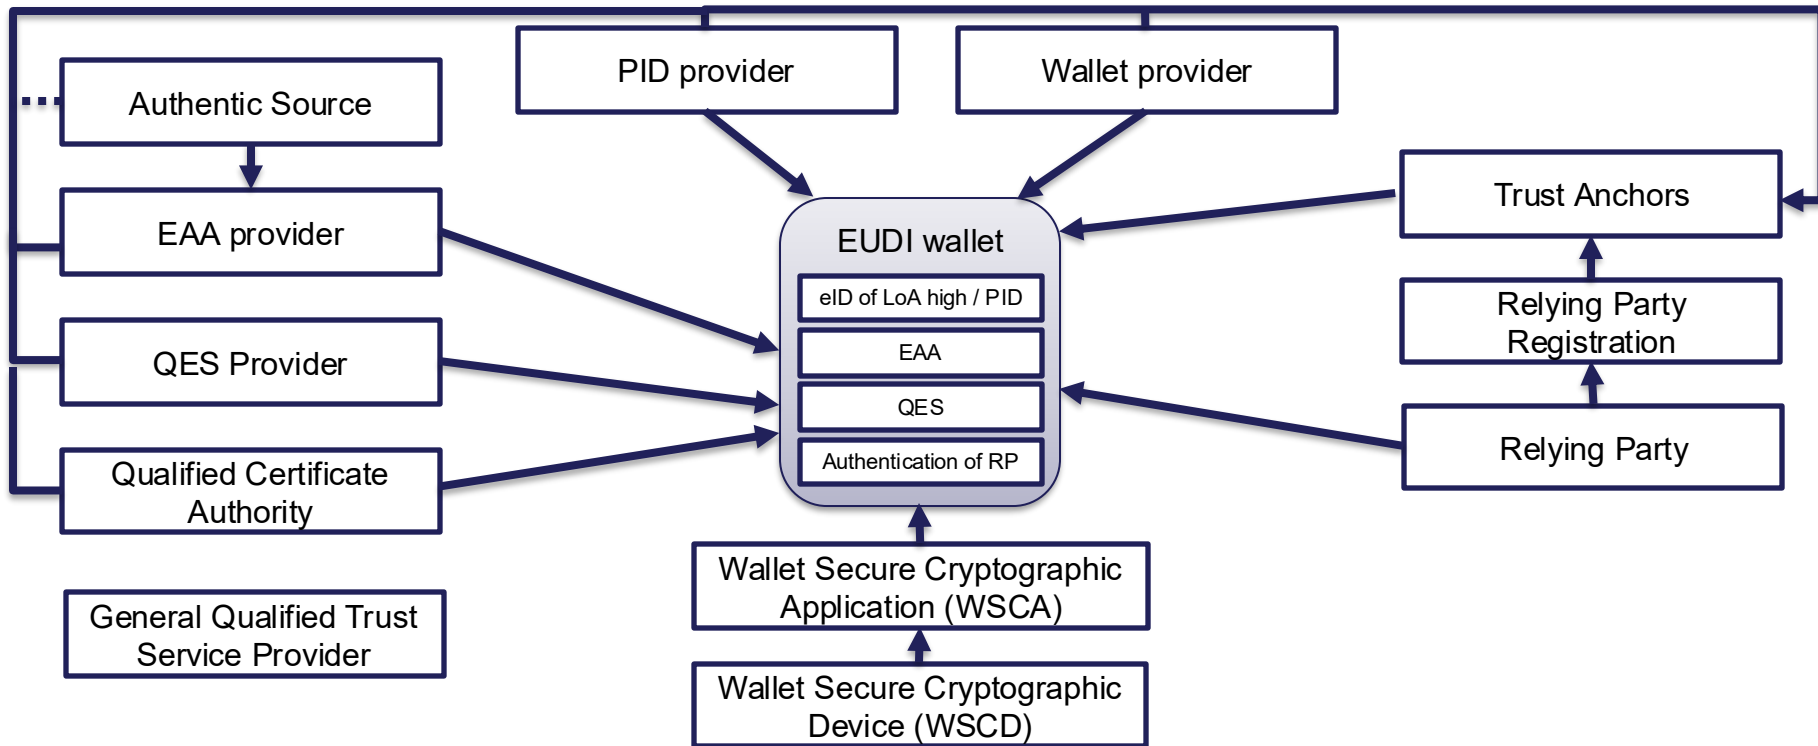 PID provider
Wallet provider
Authentic Source
EAA provider
QES Provider
Qualified Certificate
Authority
General Qualified Trust
Service Provider
EUDI wallet
eID of LoA high / PID
EAA
QES
Authentication of RP
Wallet Secure Cryptographic
Application (WSCA)
Wallet Secure Cryptographic
Device (WSCD)
Trust Anchors
Relying Party
Registration
Relying Party